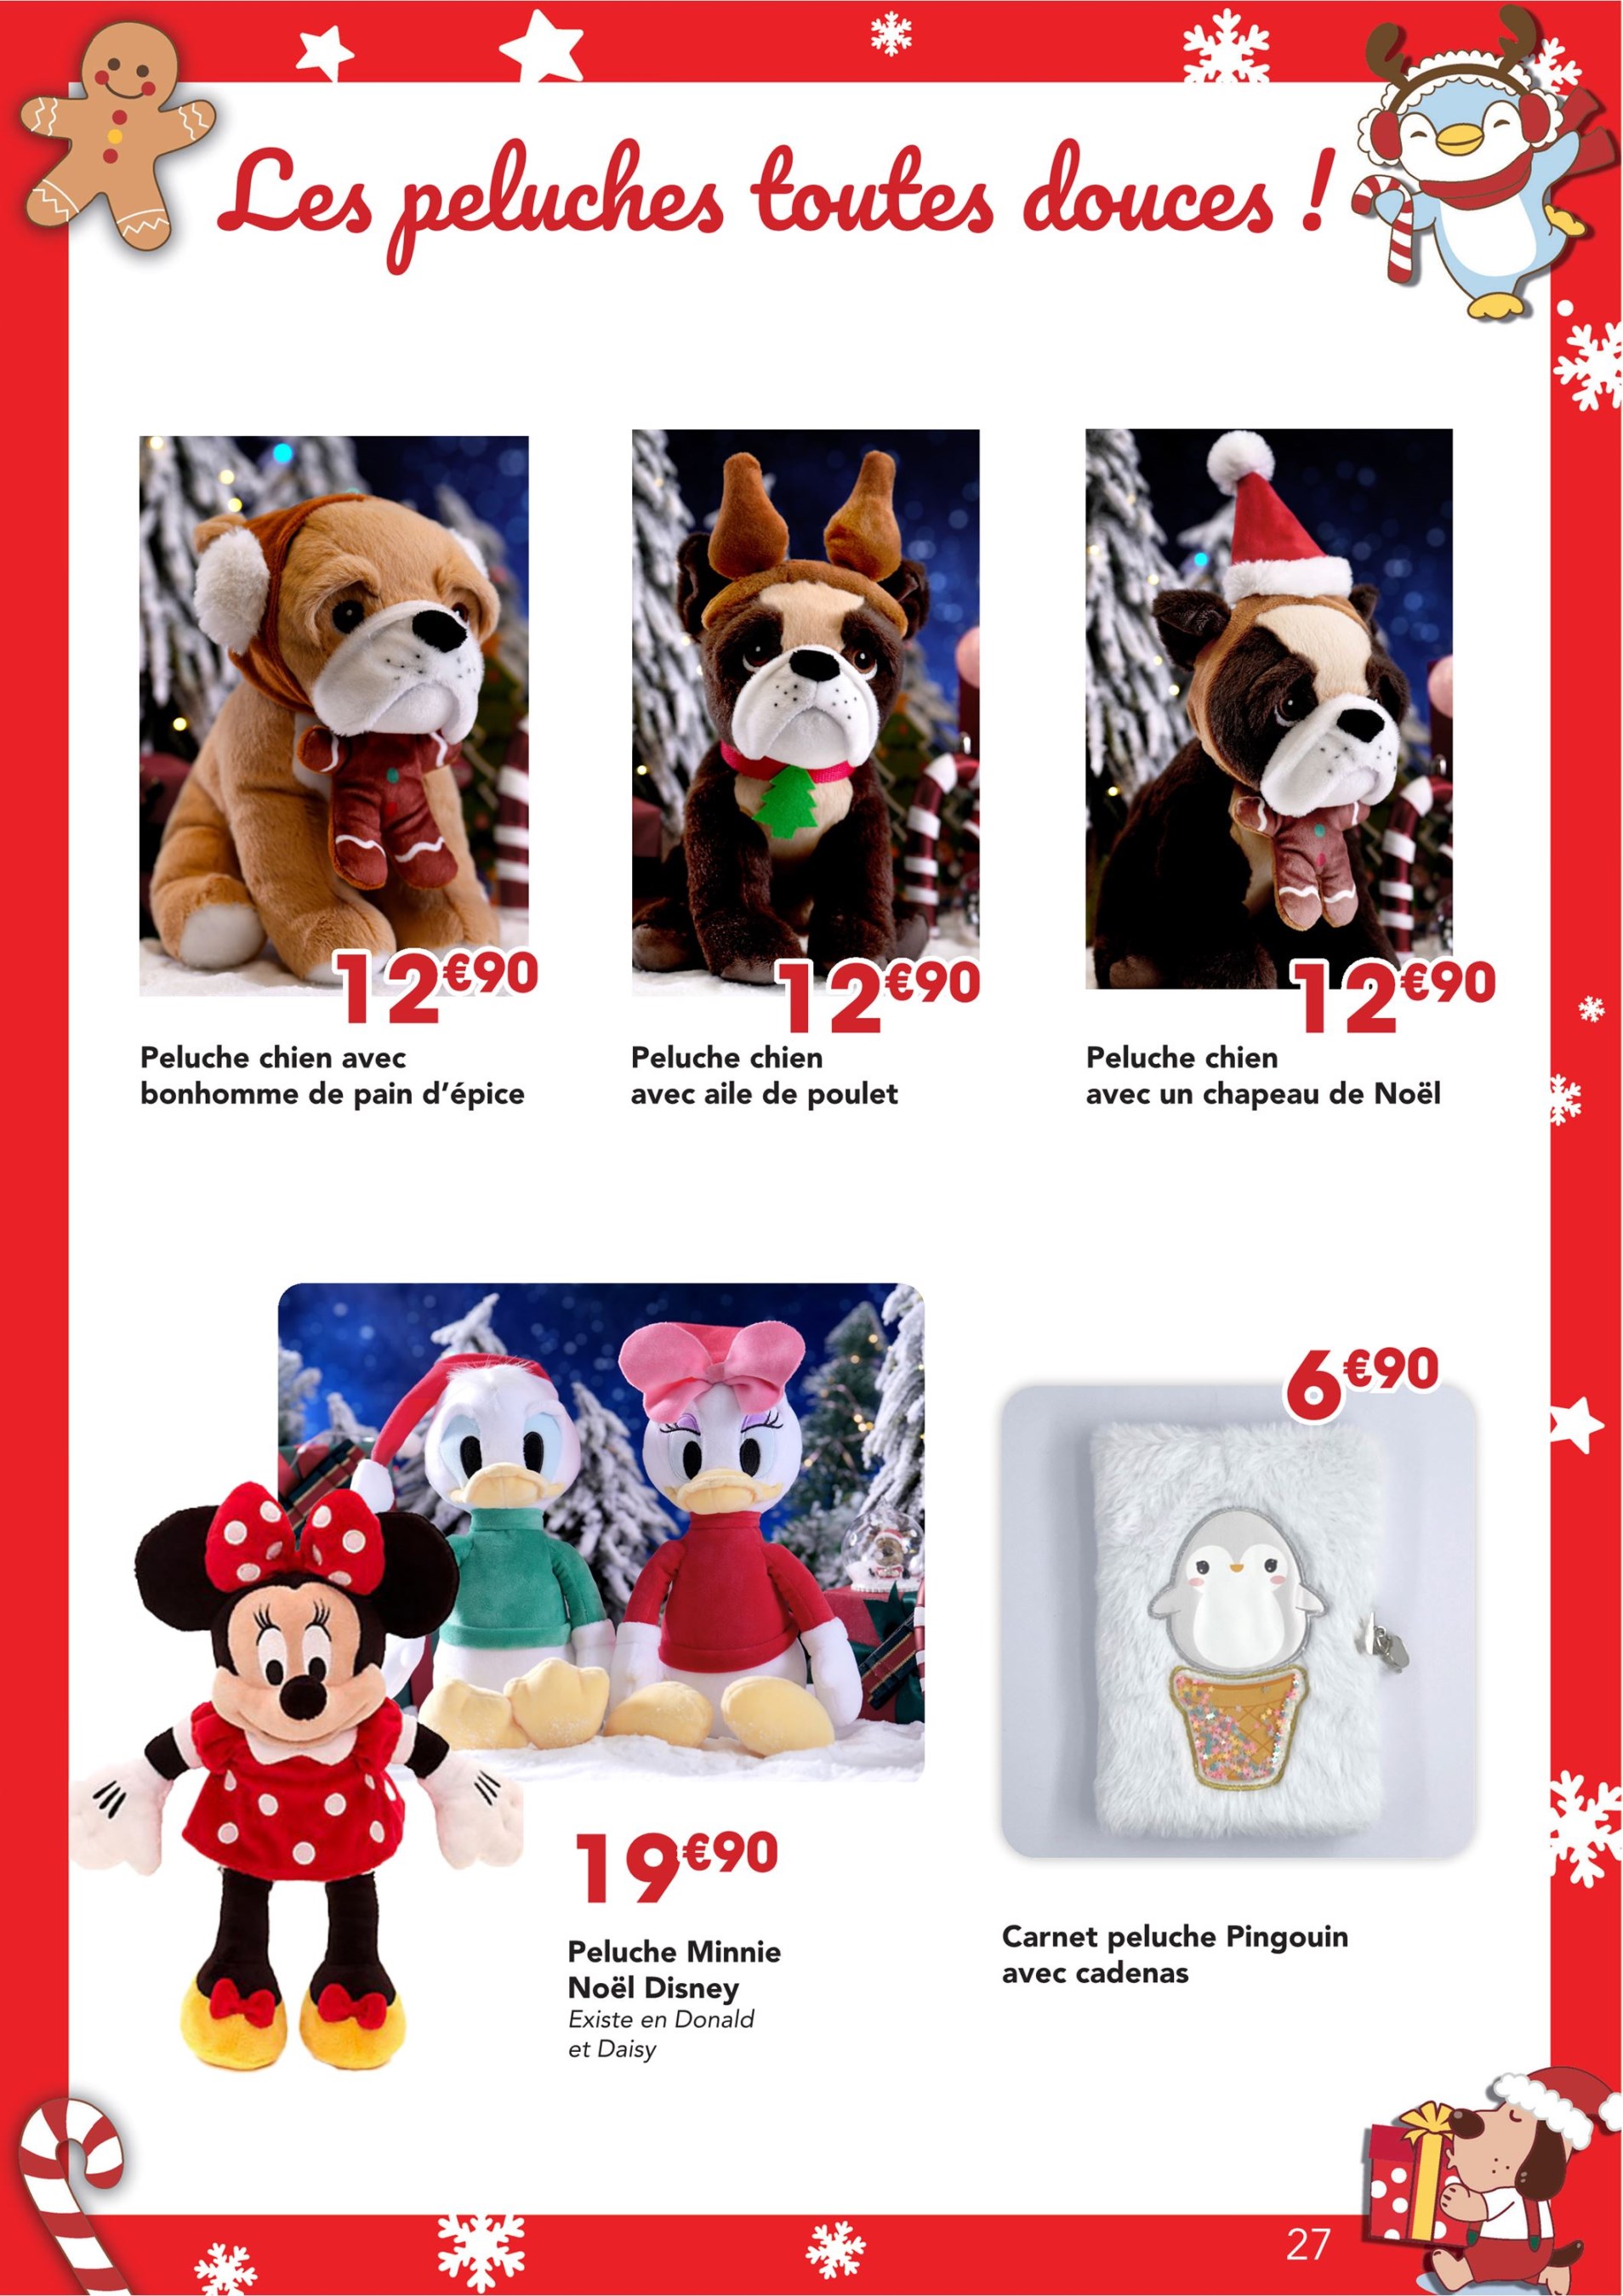 Les peluches toutes douces !
12€90
Peluche chien avec
bonhomme de pain d’épice
12€90
Peluche chien
avec aile de poulet
12€90
Peluche chien
avec un chapeau de Noël
19€90
Peluche Minnie
Noël Disney
Existe en Donald
et Daisy
6€90
Carnet peluche Pingouin
avec cadenas
27